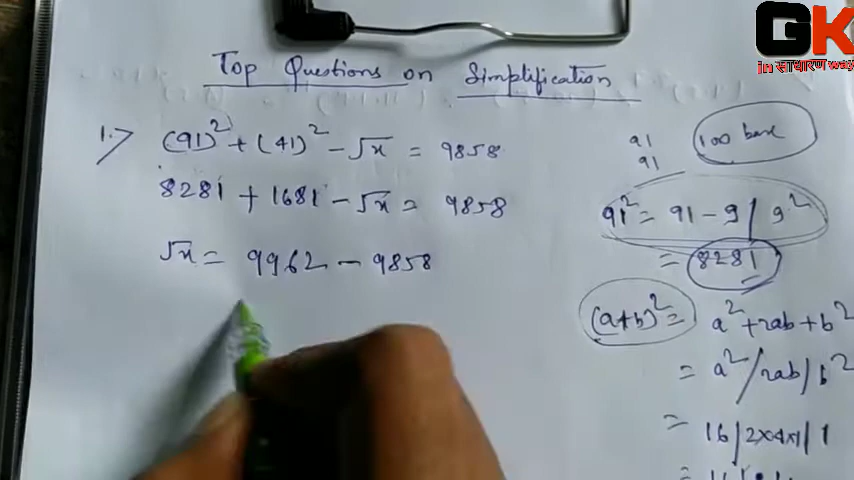 GK
in साधारण way
Top Questions on Simplification
1.> (91)² + (41)² - √x = 9858
8281 + 1681 - √x = 9858
√x = 9962 - 9858
91
91
100 base
91² = 91 - 9 / 9²
= 8281
(a+b)² = a² + 2ab + b²
= a² / 2ab / b²
= 16 / 2×4×1 / 1